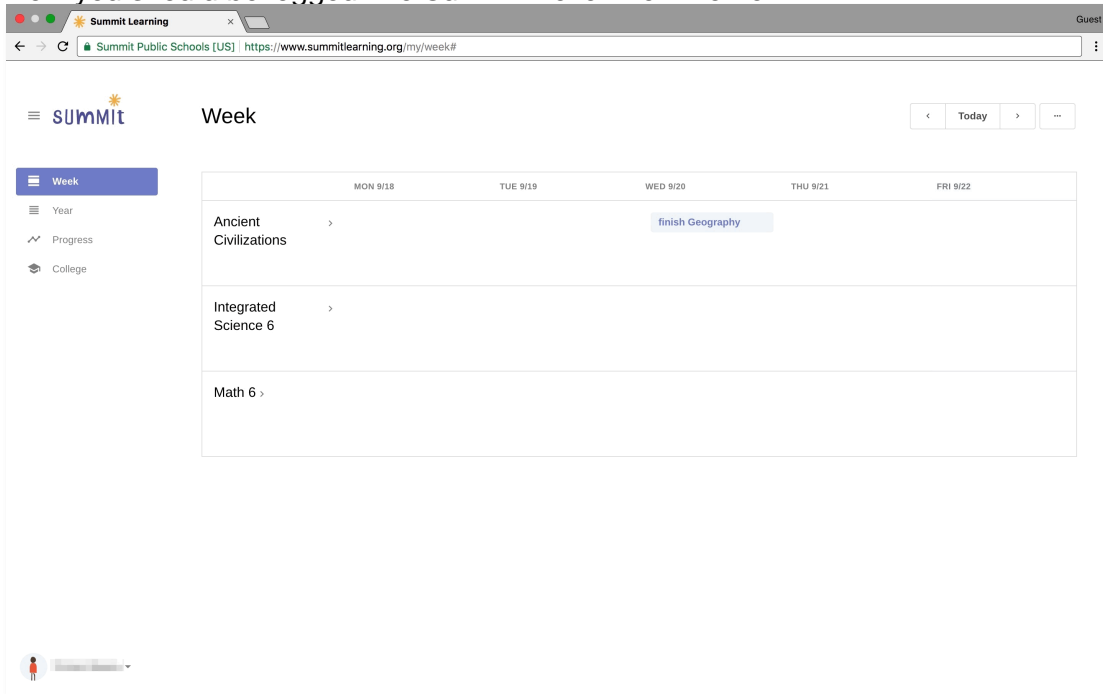 Summit Learning
Guest
Summit Public Schools [US] https://www.summitlearning.org/my/week#
summit
Week
Today
Week
Year
Progress
College
MON 9/18 TUE 9/19 WED 9/20 THU 9/21 FRI 9/22
Ancient
Civilizations
finish Geography
Integrated
Science 6
Math 6